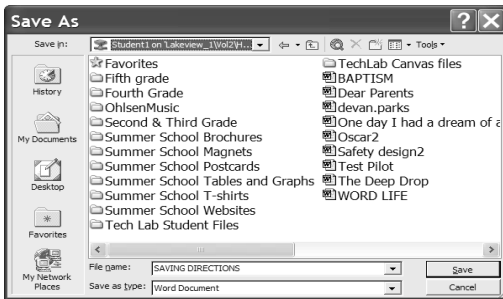 Save As
Save in:
Student1 on 'Lakeview_1\Vol2\H...
Tools
History
My Documents
Desktop
Favorites
My Network
Places
Favorites
Fifth grade
Fourth Grade
OhlsenMusic
Second & Third Grade
Summer School Brochures
Summer School Magnets
Summer School Postcards
Summer School Tables and Graphs
Summer School T-shirts
Summer School Websites
Tech Lab Student Files
TechLab Canvas files
BAPTISM
Dear Parents
devan.parks
One day I had a dream of a
Oscar2
Safety design2
Test Pilot
The Deep Drop
WORD LIFE
File name:
SAVING DIRECTIONS
Save
Save as type:
Word Document
Cancel